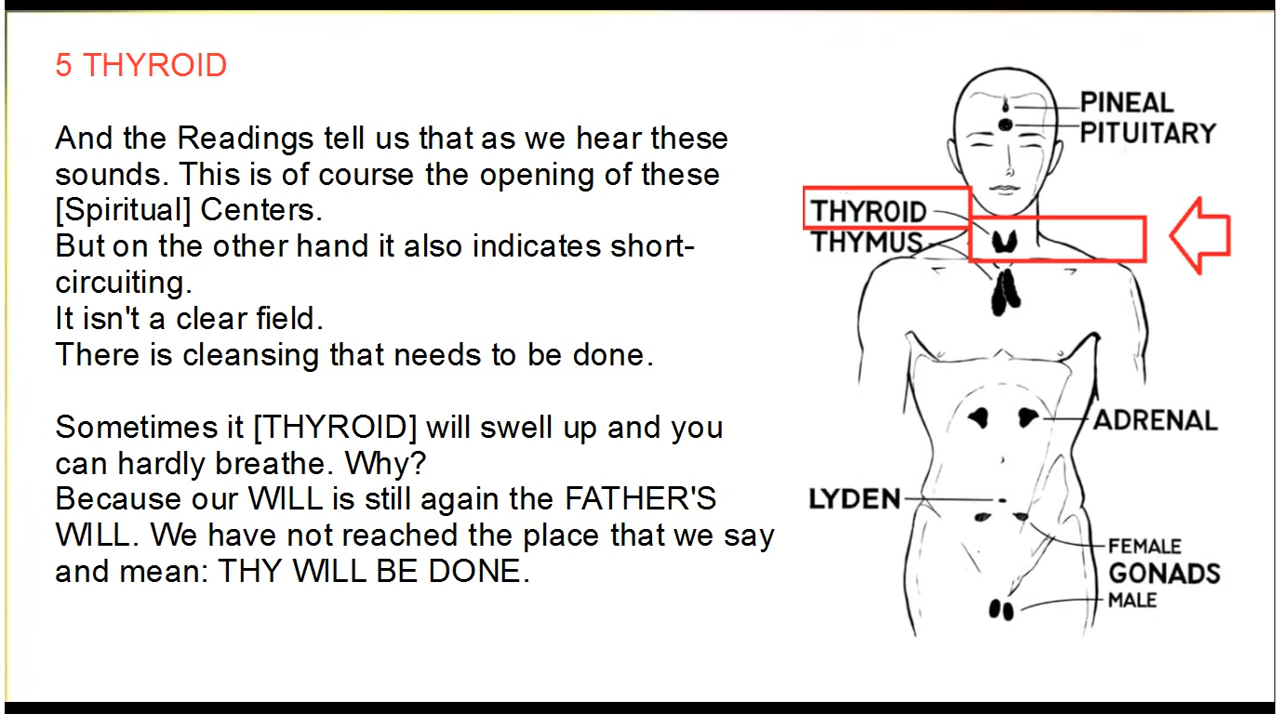 5 THYROID
And the Readings tell us that as we hear these
sounds. This is of course the opening of these
[Spiritual] Centers.
But on the other hand it also indicates short-
circuiting.
It isn't a clear field.
There is cleansing that needs to be done.
Sometimes it [THYROID] will swell up and you
can hardly breathe. Why?
Because our WILL is still again the FATHER'S
WILL. We have not reached the place that we say
and mean: THY WILL BE DONE.
PINEAL
PITUITARY
THYROID
THYMUS
ADRENAL
LYDEN
FEMALE
GONADS
MALE